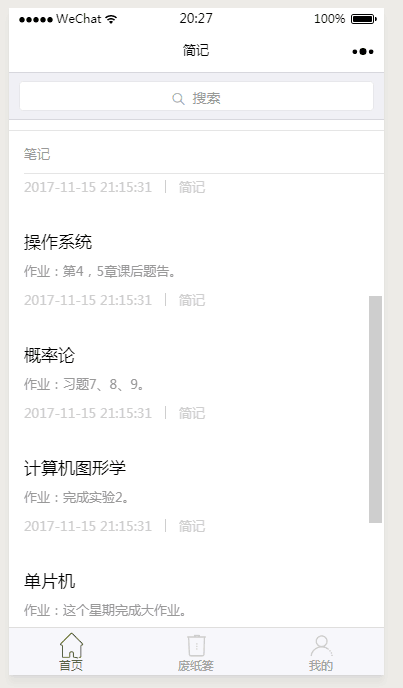 WeChat 20:27 100%
简记
搜索
笔记
2017-11-15 21:15:31 | 简记
操作系统
作业：第4，5章课后题告。
2017-11-15 21:15:31 | 简记
概率论
作业：习题7、8、9。
2017-11-15 21:15:31 | 简记
计算机图形学
作业：完成实验2。
2017-11-15 21:15:31 | 简记
单片机
作业：这个星期完成大作业。
首页 废纸篓 我的